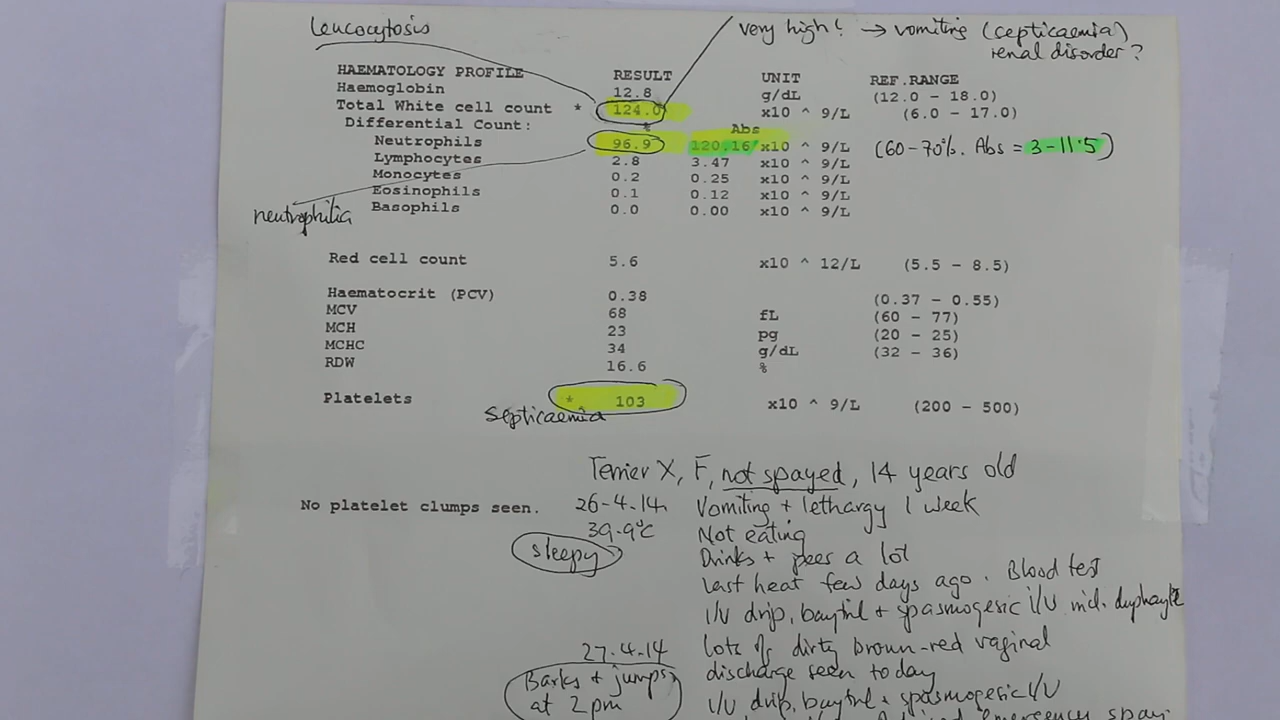 Leucocytosis
very high! → vomiting (cepticaemia)
renal disorder?
HAEMATOLOGY PROFILE RESULT UNIT REF.RANGE
Haemoglobin 12.8 g/dL (12.0 - 18.0)
Total White cell count * 124.0 x10 ^ 9/L (6.0 - 17.0)
Differential Count: % Abs
Neutrophils 96.9 120.16 x10 ^ 9/L (60-70%. Abs = 3-11.5)
Lymphocytes 2.8 3.47 x10 ^ 9/L
Monocytes 0.2 0.25 x10 ^ 9/L
Eosinophils 0.1 0.12 x10 ^ 9/L
Basophils 0.0 0.00 x10 ^ 9/L
neutrophilia
Red cell count 5.6 x10 ^ 12/L (5.5 - 8.5)
Haematocrit (PCV) 0.38 (0.37 - 0.55)
MCV 68 fL (60 - 77)
MCH 23 pg (20 - 25)
MCHC 34 g/dL (32 - 36)
RDW 16.6 %
Platelets * 103 x10 ^ 9/L (200 - 500)
Septicaemia
Terrier X, F, not spayed, 14 years old
No platelet clumps seen. 26-4.14. Vomiting + lethargy 1 week
39.9°C Not eating
sleepy Drinks + pees a lot
last heat few days ago. Blood test
I/V drip, baytril + spasmogesic I/V incl.
27.4.14 lots of dirty brown-red vaginal
Barks + jumps discharge seen today
at 2pm I/V drip, baytril + spasmogesic I/V
emergency spay.